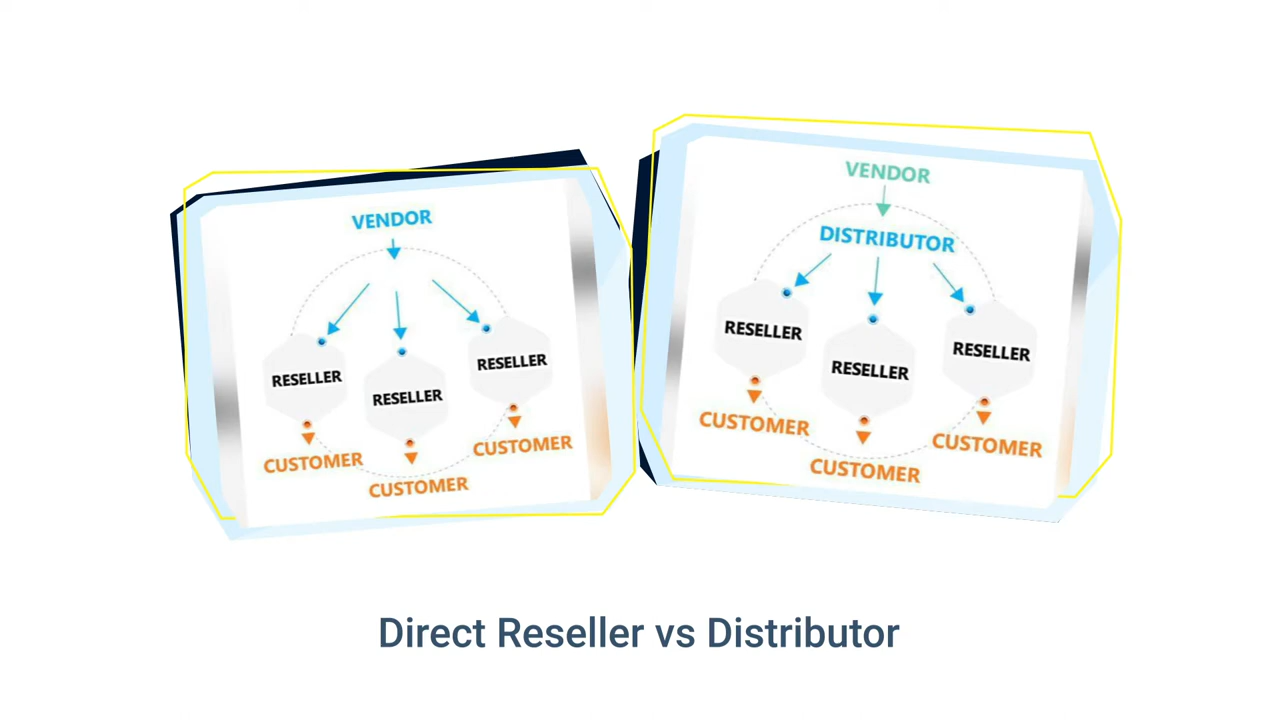 VENDOR
RESELLER
RESELLER
RESELLER
CUSTOMER
CUSTOMER
CUSTOMER
VENDOR
DISTRIBUTOR
RESELLER
RESELLER
RESELLER
CUSTOMER
CUSTOMER
CUSTOMER
Direct Reseller vs Distributor